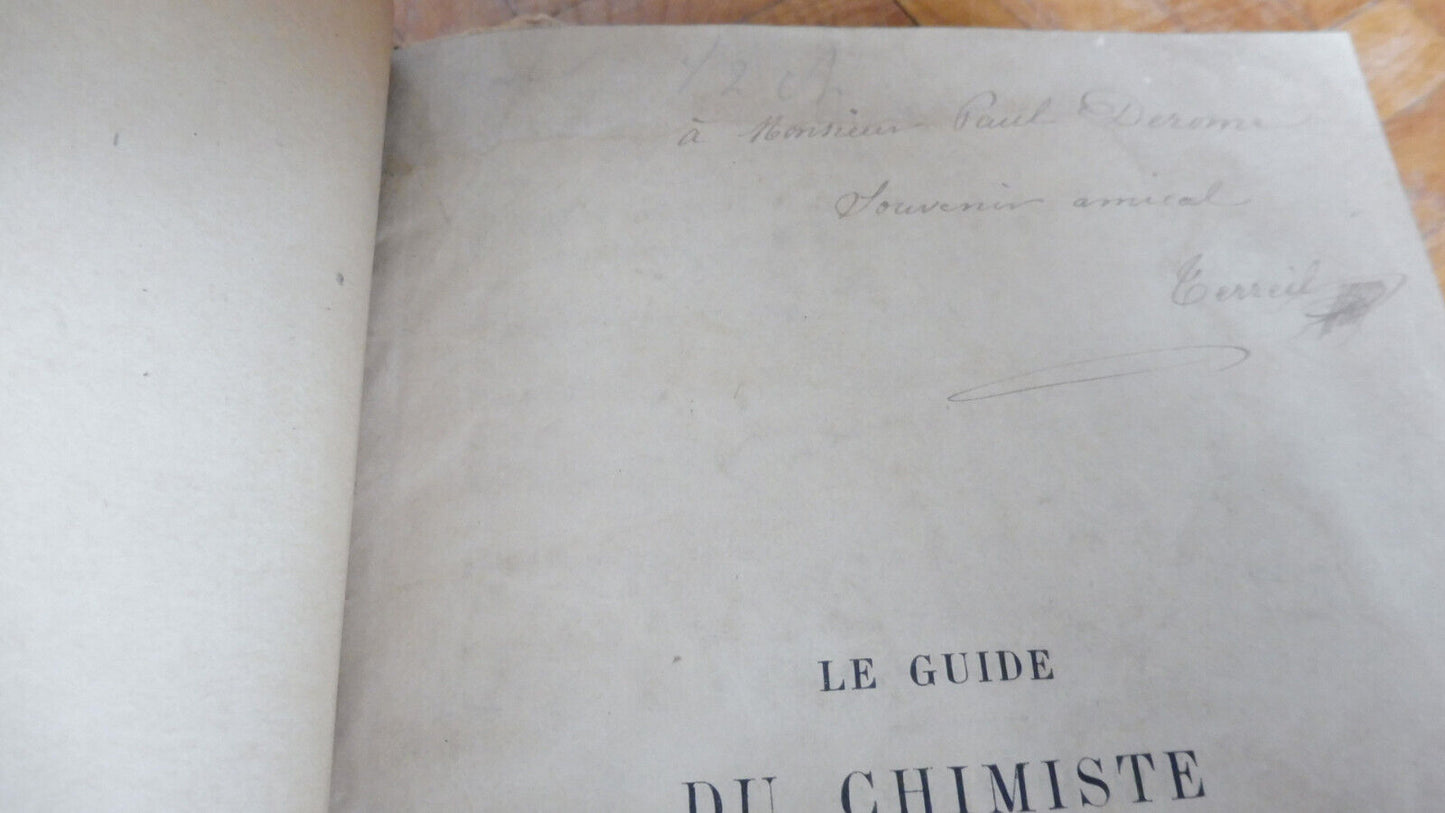 à Monsieur Paul Derome
Souvenir amical
Terreil
LE GUIDE
DU CHIMISTE